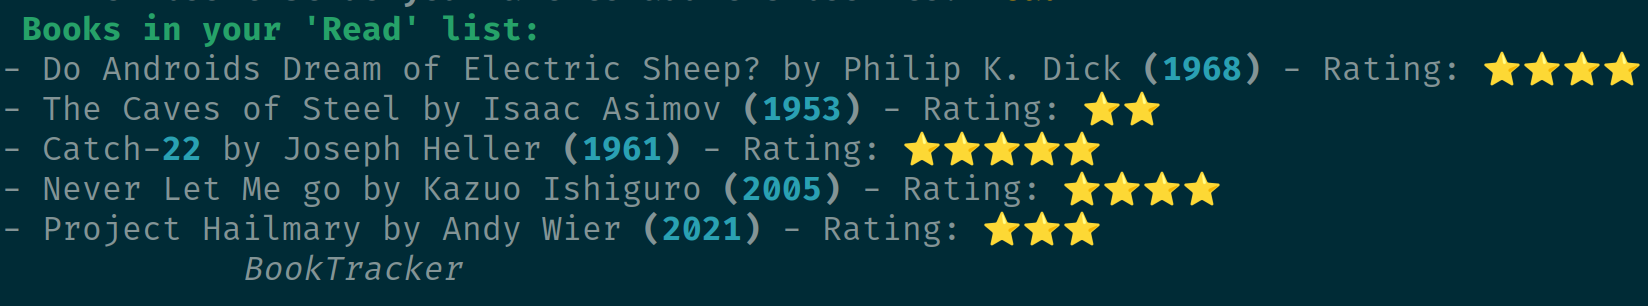 Books in your 'Read' list:
- Do Androids Dream of Electric Sheep? by Philip K. Dick (1968) - Rating: ⭐⭐⭐⭐
- The Caves of Steel by Isaac Asimov (1953) - Rating: ⭐⭐
- Catch-22 by Joseph Heller (1961) - Rating: ⭐⭐⭐⭐⭐
- Never Let Me go by Kazuo Ishiguro (2005) - Rating: ⭐⭐⭐⭐
- Project Hailmary by Andy Wier (2021) - Rating: ⭐⭐⭐
BookTracker